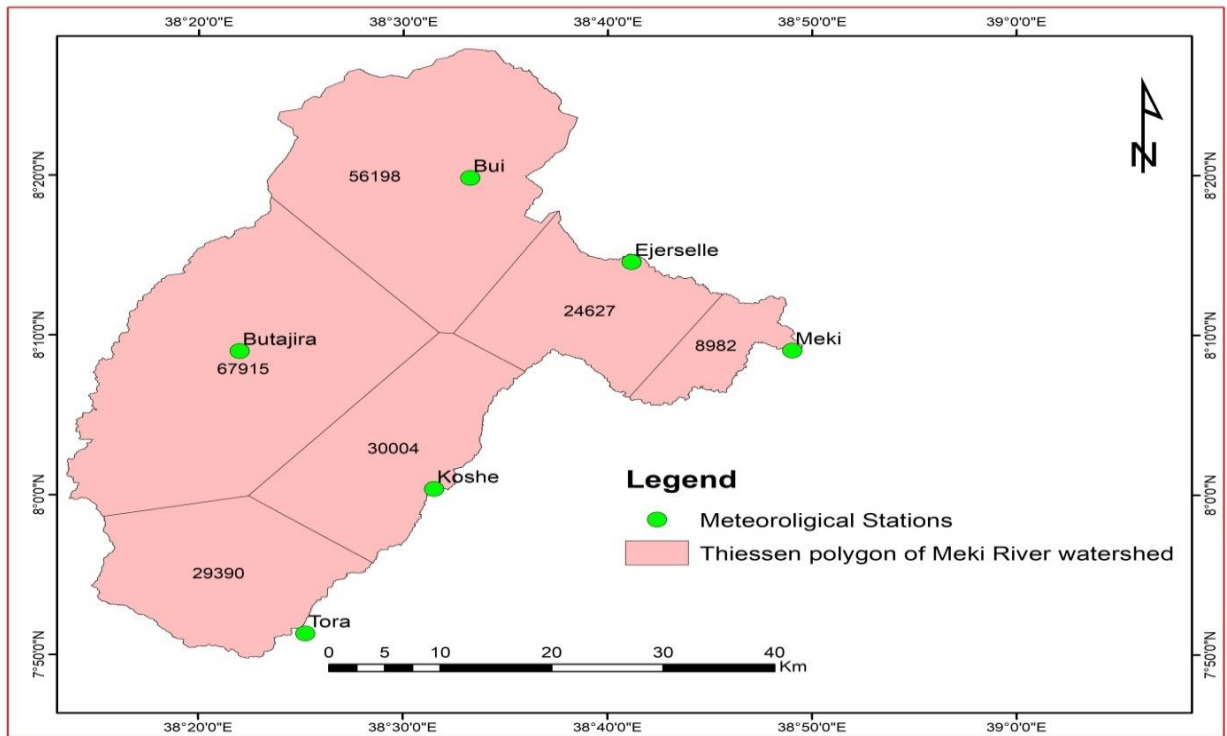 38°20'0"E 38°30'0"E 38°40'0"E 38°50'0"E 39°0'0"E
N
8°20'0"N
8°20'0"N
Bui
56198
Ejerselle
24627
8°10'0"N
8°10'0"N
Butajira
67915
8982
Meki
30004
Koshe
8°0'0"N
8°0'0"N
Legend
Meteoroligical Stations
Thiessen polygon of Meki River watershed
29390
Tora
7°50'0"N
7°50'0"N
0 5 10 20 30 40
Km
38°20'0"E 38°30'0"E 38°40'0"E 38°50'0"E 39°0'0"E